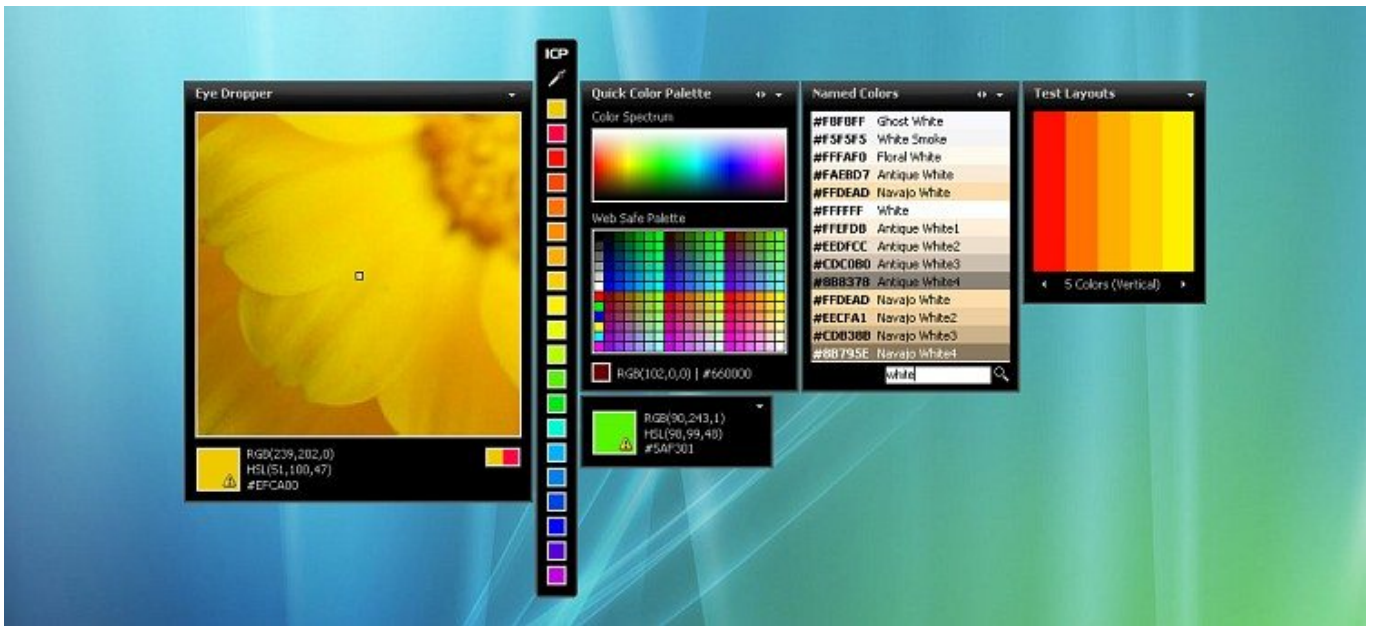 ICP
Eye Dropper
RGB(239,202,0)
HSL(51,100,47)
#EFCA00
Quick Color Palette
Color Spectrum
Web Safe Palette
RGB(102,0,0) | #660000
RGB(90,243,1)
HSL(98,99,48)
#5AF301
Named Colors
#F8F8FF Ghost White
#F5F5F5 White Smoke
#FFFAF0 Floral White
#FAEBD7 Antique White
#FFDEAD Navajo White
#FFFFFF White
#FFEFDB Antique White1
#EEDFCC Antique White2
#CDC0B0 Antique White3
#8B8378 Antique White4
#FFDEAD Navajo White
#EECFA1 Navajo White2
#CDB38B Navajo White3
#8B795E Navajo White4
white
Test Layouts
5 Colors (Vertical)